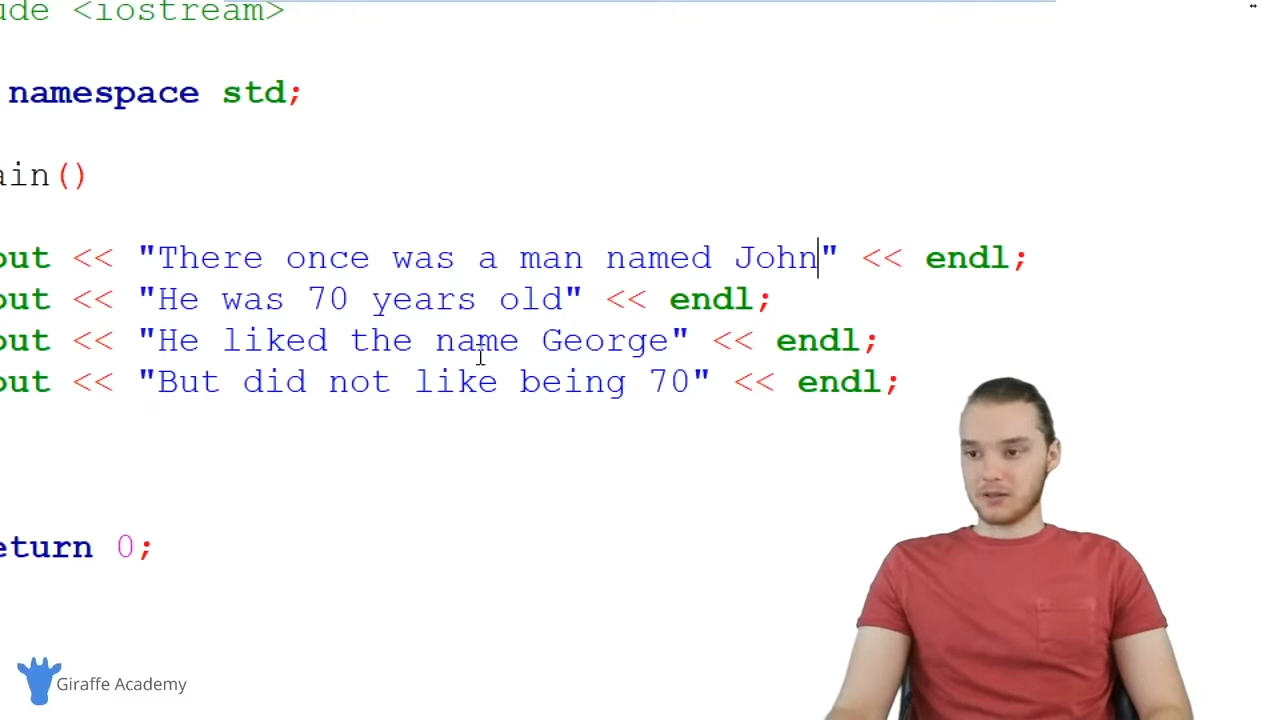 ude <iostream>
namespace std;
ain()
out << "There once was a man named John" << endl;
out << "He was 70 years old" << endl;
out << "He liked the name George" << endl;
out << "But did not like being 70" << endl;
eturn 0;
Giraffe Academy